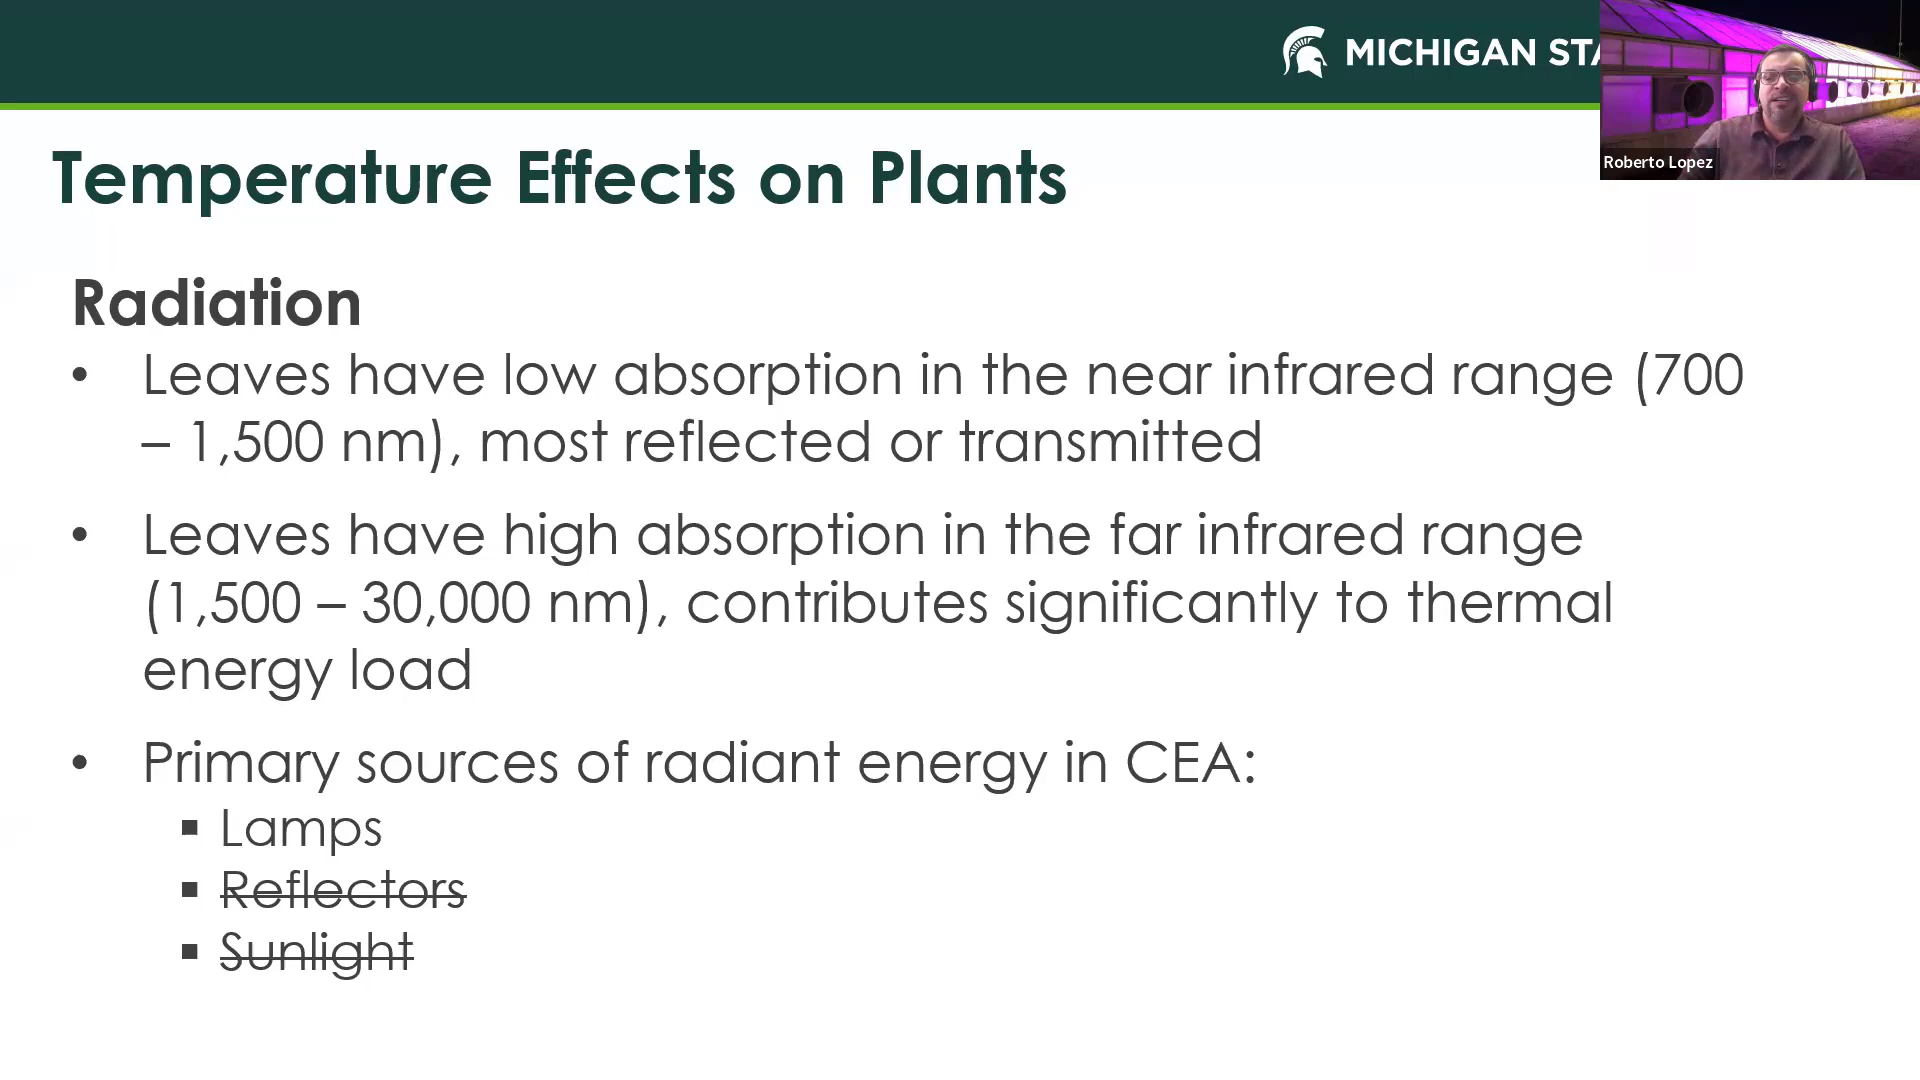 MICHIGAN STA
Roberto Lopez
Temperature Effects on Plants
Radiation
• Leaves have low absorption in the near infrared range (700
– 1,500 nm), most reflected or transmitted
• Leaves have high absorption in the far infrared range
(1,500 – 30,000 nm), contributes significantly to thermal
energy load
• Primary sources of radiant energy in CEA:
▪ Lamps
▪ Reflectors
▪ Sunlight